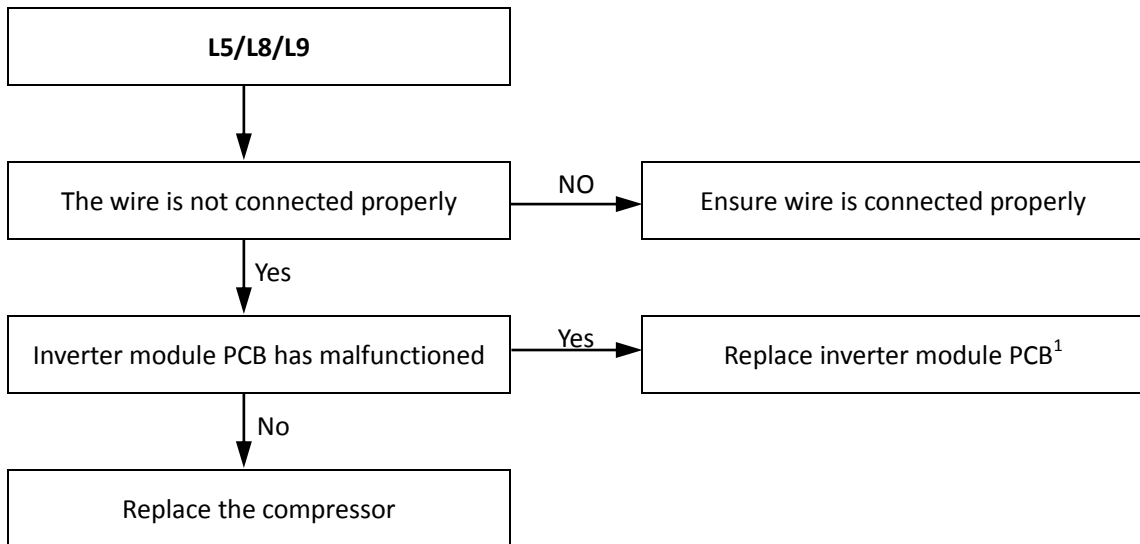 L5/L8/L9
The wire is not connected properly
NO
Ensure wire is connected properly
Yes
Inverter module PCB has malfunctioned
Yes
Replace inverter module PCB¹
No
Replace the compressor